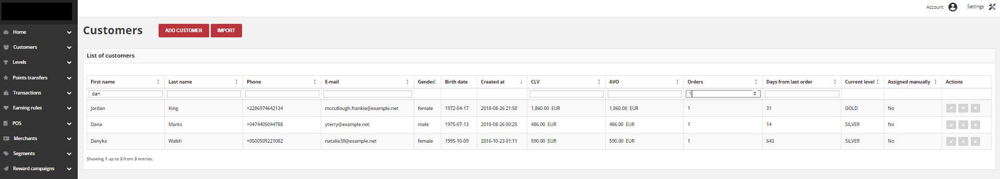 Account Settings
Home
Customers
Levels
Points transfers
Transactions
Earning rules
POS
Merchants
Segments
Reward campaigns
Customers ADD CUSTOMER IMPORT
List of customers
First name Last name Phone E-mail Gender Birth date Created at CLV AVO Orders Days from last order Current level Assigned manually Actions
dan 1
Jordan King +2286974642134 mccullough.frankie@example.net female 1972-04-17 2018-08-26 21:50 1,860.00 EUR 1,860.00 EUR 1 31 GOLD No
Dana Marks +0474405044788 yterry@example.net male 1975-07-13 2018-08-26 00:25 486.00 EUR 486.00 EUR 1 14 SILVER No
Danyka Walsh +0500509221082 natalie38@example.net female 1995-10-09 2016-10-23 01:11 590.00 EUR 590.00 EUR 1 643 SILVER No
Showing 1 up to 3 from 3 entries.